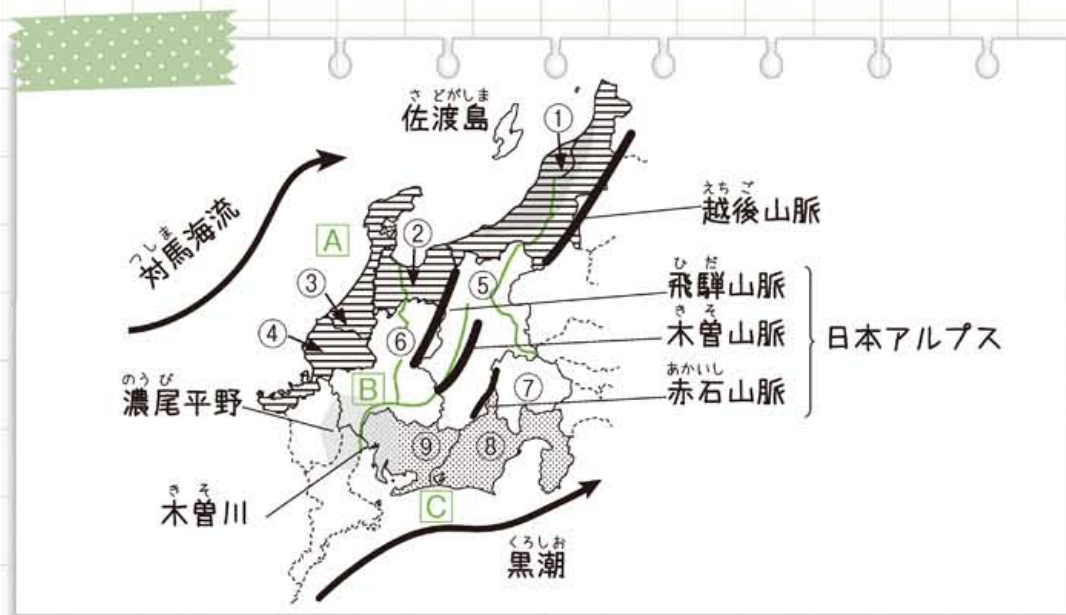 さどがしま
佐渡島
①
えちご
越後山脈
つしま
対馬海流
A
②
③
④
⑤
⑥
ひだ
飛騨山脈
きそ
木曽山脈
日本アルプス
あかいし
赤石山脈
⑦
B
のうび
濃尾平野
⑨
⑧
きそ
木曽川
C
くろしお
黒潮